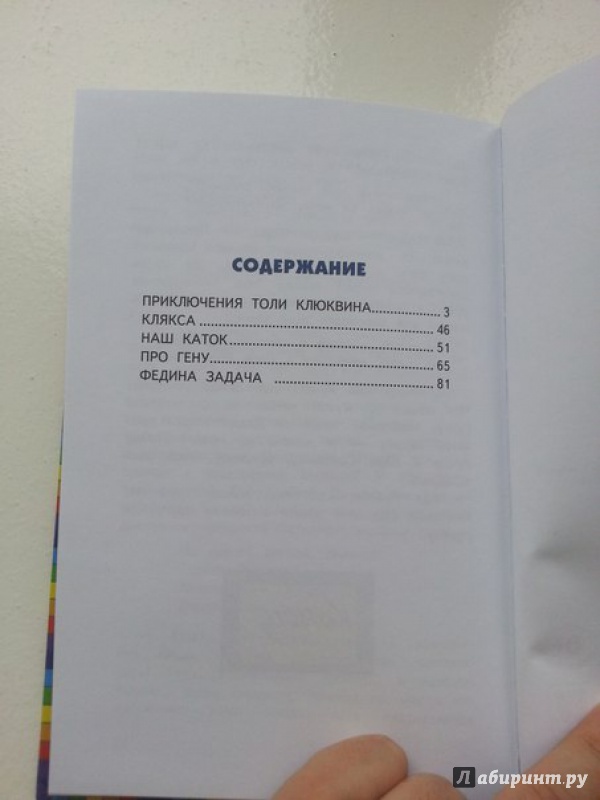 СОДЕРЖАНИЕ
ПРИКЛЮЧЕНИЯ ТОЛИ КЛЮКВИНА.................... 3
КЛЯКСА ................................................................ 46
НАШ КАТОК....................................................... 51
ПРО ГЕНУ............................................................ 65
ФЕДИНА ЗАДАЧА ........................................... 81
Лабиринт.ру